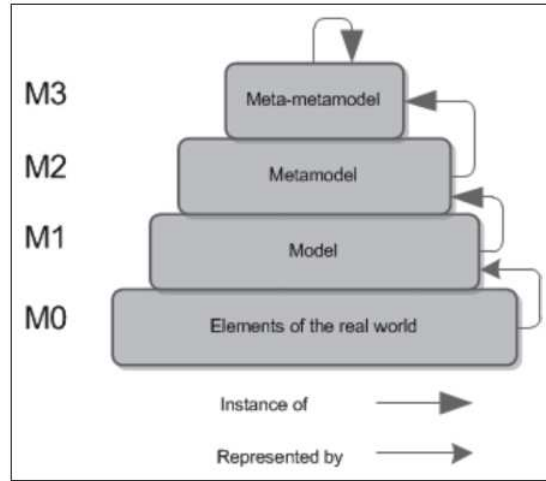 M3
Meta-metamodel
M2
Metamodel
M1
Model
M0
Elements of the real world
Instance of
Represented by